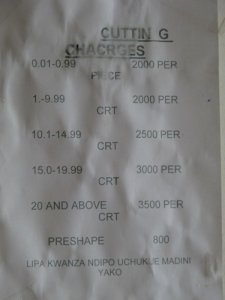 CUTTIN G
CHACRGES
0.01-0.99 2000 PER
PIECE
1.-9.99 2000 PER
CRT
10.1-14.99 2500 PER
CRT
15.0-19.99 3000 PER
CRT
20 AND ABOVE 3500 PER
CRT
PRESHAPE 800
LIPA KWANZA NDIPO UCHUKUE MADINI
YAKO